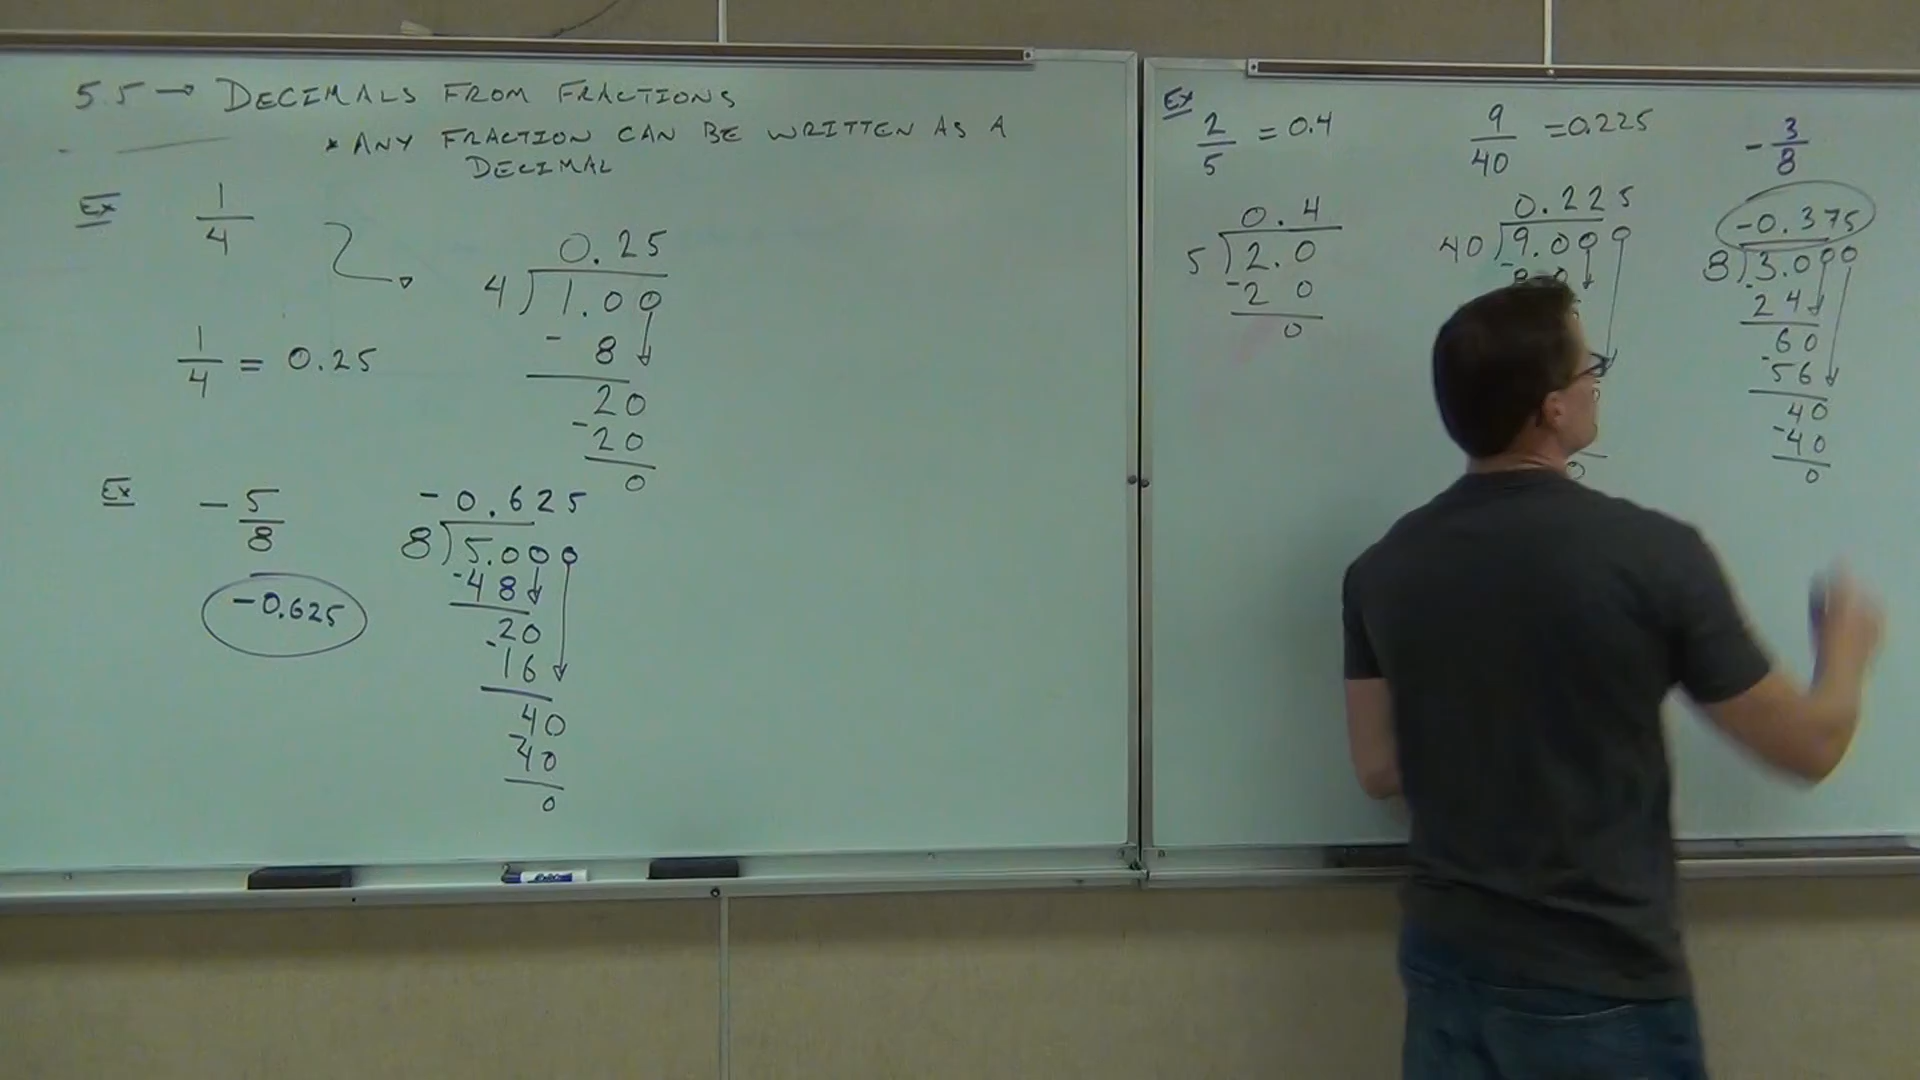 5.5 → DECIMALS FROM FRACTIONS
* ANY FRACTION CAN BE WRITTEN AS A
DECIMAL
Ex 1/4
0.25
4 ) 1.00
- 8
20
- 20
0
1/4 = 0.25
Ex - 5/8
-0.625
- 0.625
8 ) 5.000
- 48
20
- 16
40
- 40
0
Ex 2/5 = 0.4
0.4
5 ) 2.0
- 2 0
0
9/40 = 0.225
0.225
40 ) 9.000
0
- 3/8
-0.375
8 ) 3.000
- 24
60
- 56
40
- 40
0